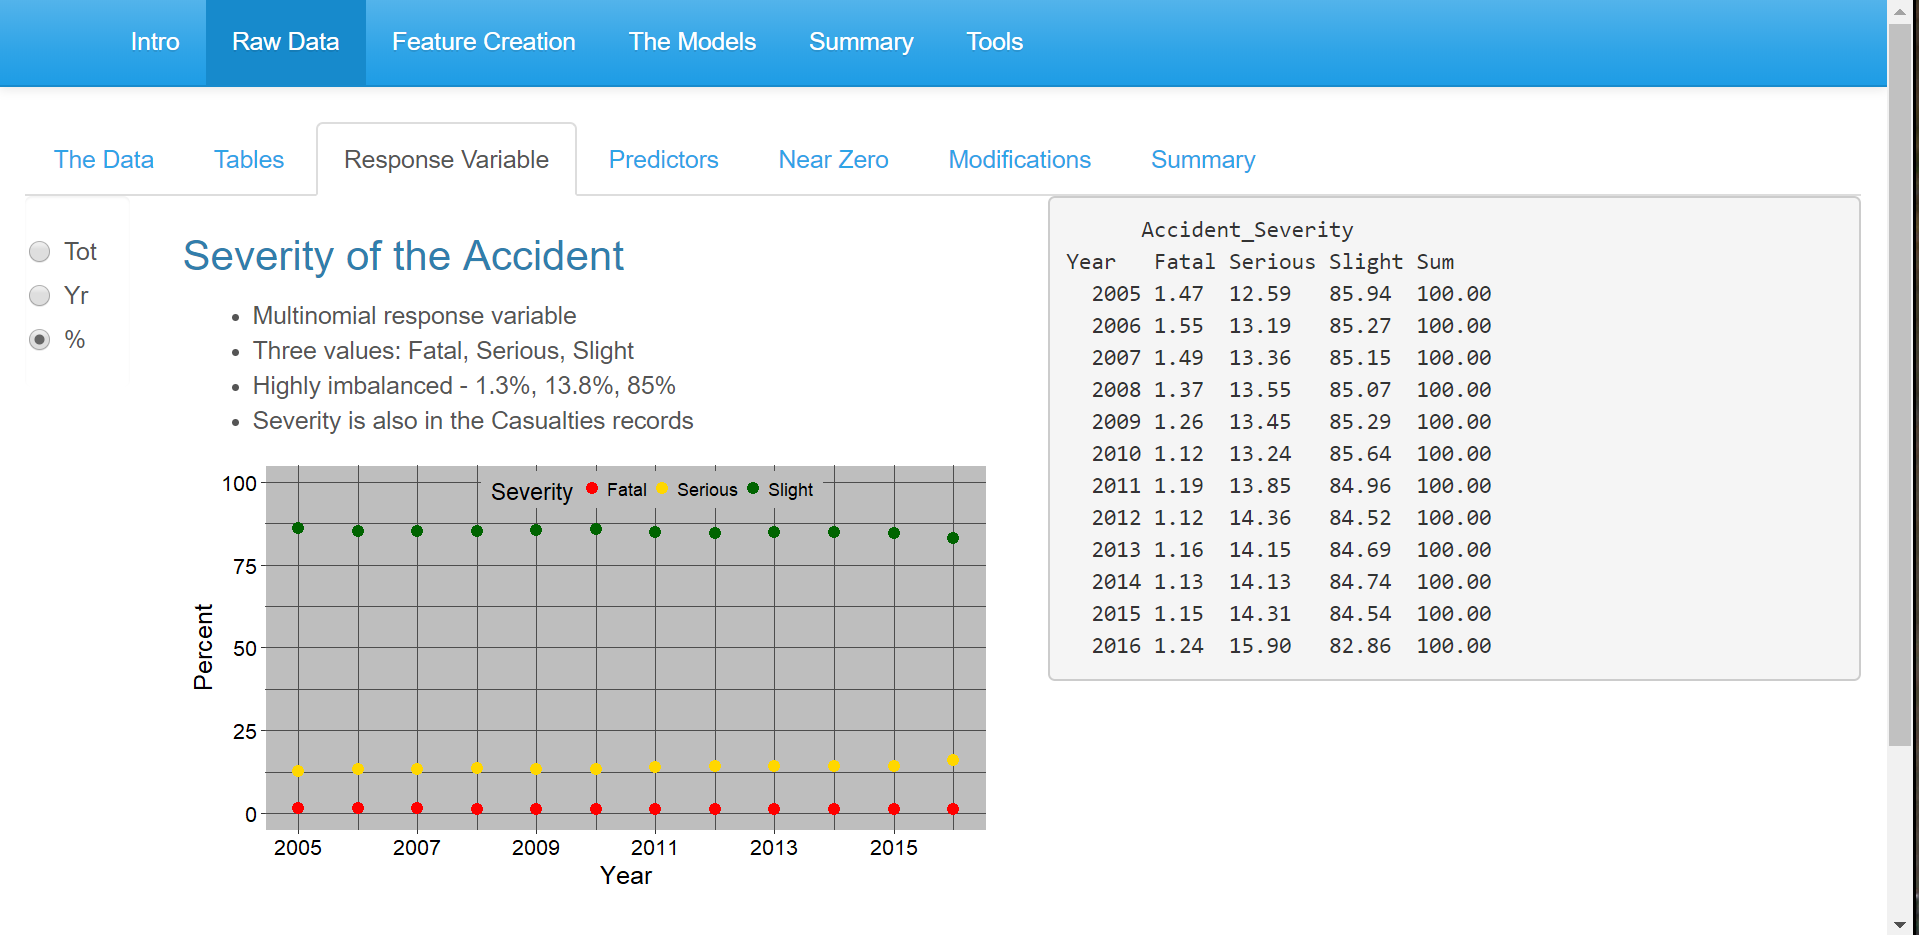 Intro Raw Data Feature Creation The Models Summary Tools
The Data Tables Response Variable Predictors Near Zero Modifications Summary
Tot
Yr
%
Severity of the Accident
Multinomial response variable
Three values: Fatal, Serious, Slight
Highly imbalanced - 1.3%, 13.8%, 85%
Severity is also in the Casualties records
Severity Fatal Serious Slight
100
75
50
25
0
Percent
2005 2007 2009 2011 2013 2015
Year
Accident_Severity
Year Fatal Serious Slight Sum
2005 1.47 12.59 85.94 100.00
2006 1.55 13.19 85.27 100.00
2007 1.49 13.36 85.15 100.00
2008 1.37 13.55 85.07 100.00
2009 1.26 13.45 85.29 100.00
2010 1.12 13.24 85.64 100.00
2011 1.19 13.85 84.96 100.00
2012 1.12 14.36 84.52 100.00
2013 1.16 14.15 84.69 100.00
2014 1.13 14.13 84.74 100.00
2015 1.15 14.31 84.54 100.00
2016 1.24 15.90 82.86 100.00